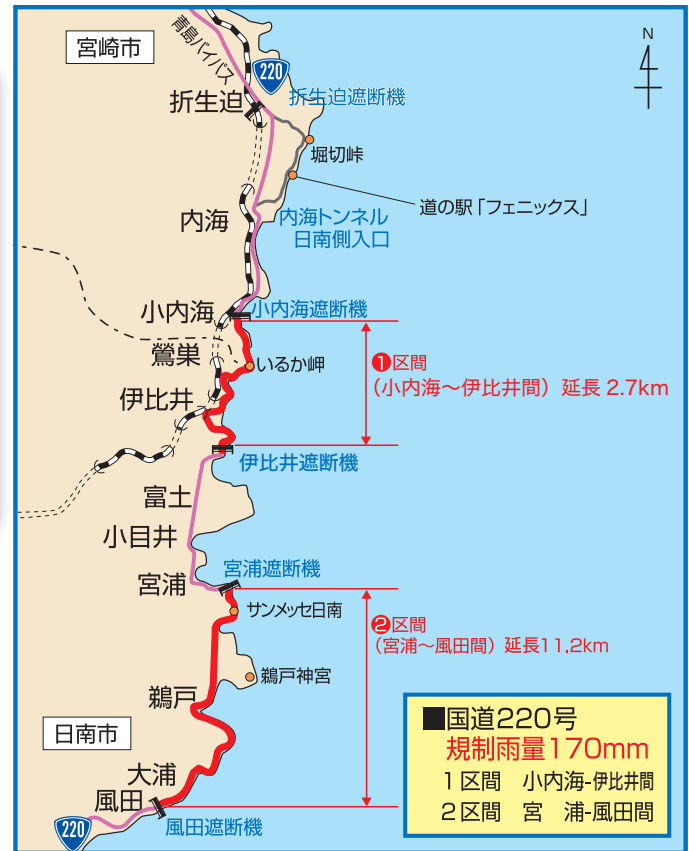 宮崎市
青島バイパス
220
N
折生迫遮断機
折生迫
堀切峠
道の駅「フェニックス」
内海
内海トンネル
日南側入口
小内海
小内海遮断機
鶯巣
いるか岬
❶区間
(小内海〜伊比井間) 延長 2.7km
伊比井
伊比井遮断機
富土
小目井
宮浦遮断機
宮浦
サンメッセ日南
❷区間
(宮浦〜風田間) 延長11.2km
鵜戸神宮
鵜戸
日南市
大浦
風田
220
風田遮断機
■国道220号
規制雨量170mm
1区間 小内海-伊比井間
2区間 宮 浦-風田間